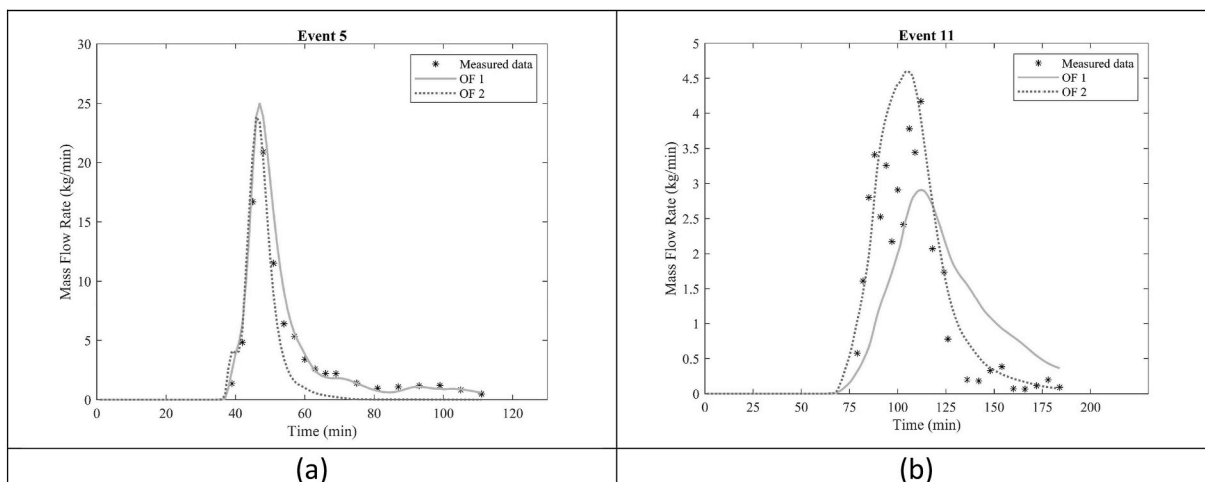 Event 5
30
25
20
15
10
5
0
Mass Flow Rate (kg/min)
0 20 40 60 80 100 120
Time (min)
Measured data
OF 1
OF 2
(a)
Event 11
5
4.5
4
3.5
3
2.5
2
1.5
1
0.5
0
Mass Flow Rate (kg/min)
0 25 50 75 100 125 150 175 200
Time (min)
Measured data
OF 1
OF 2
(b)